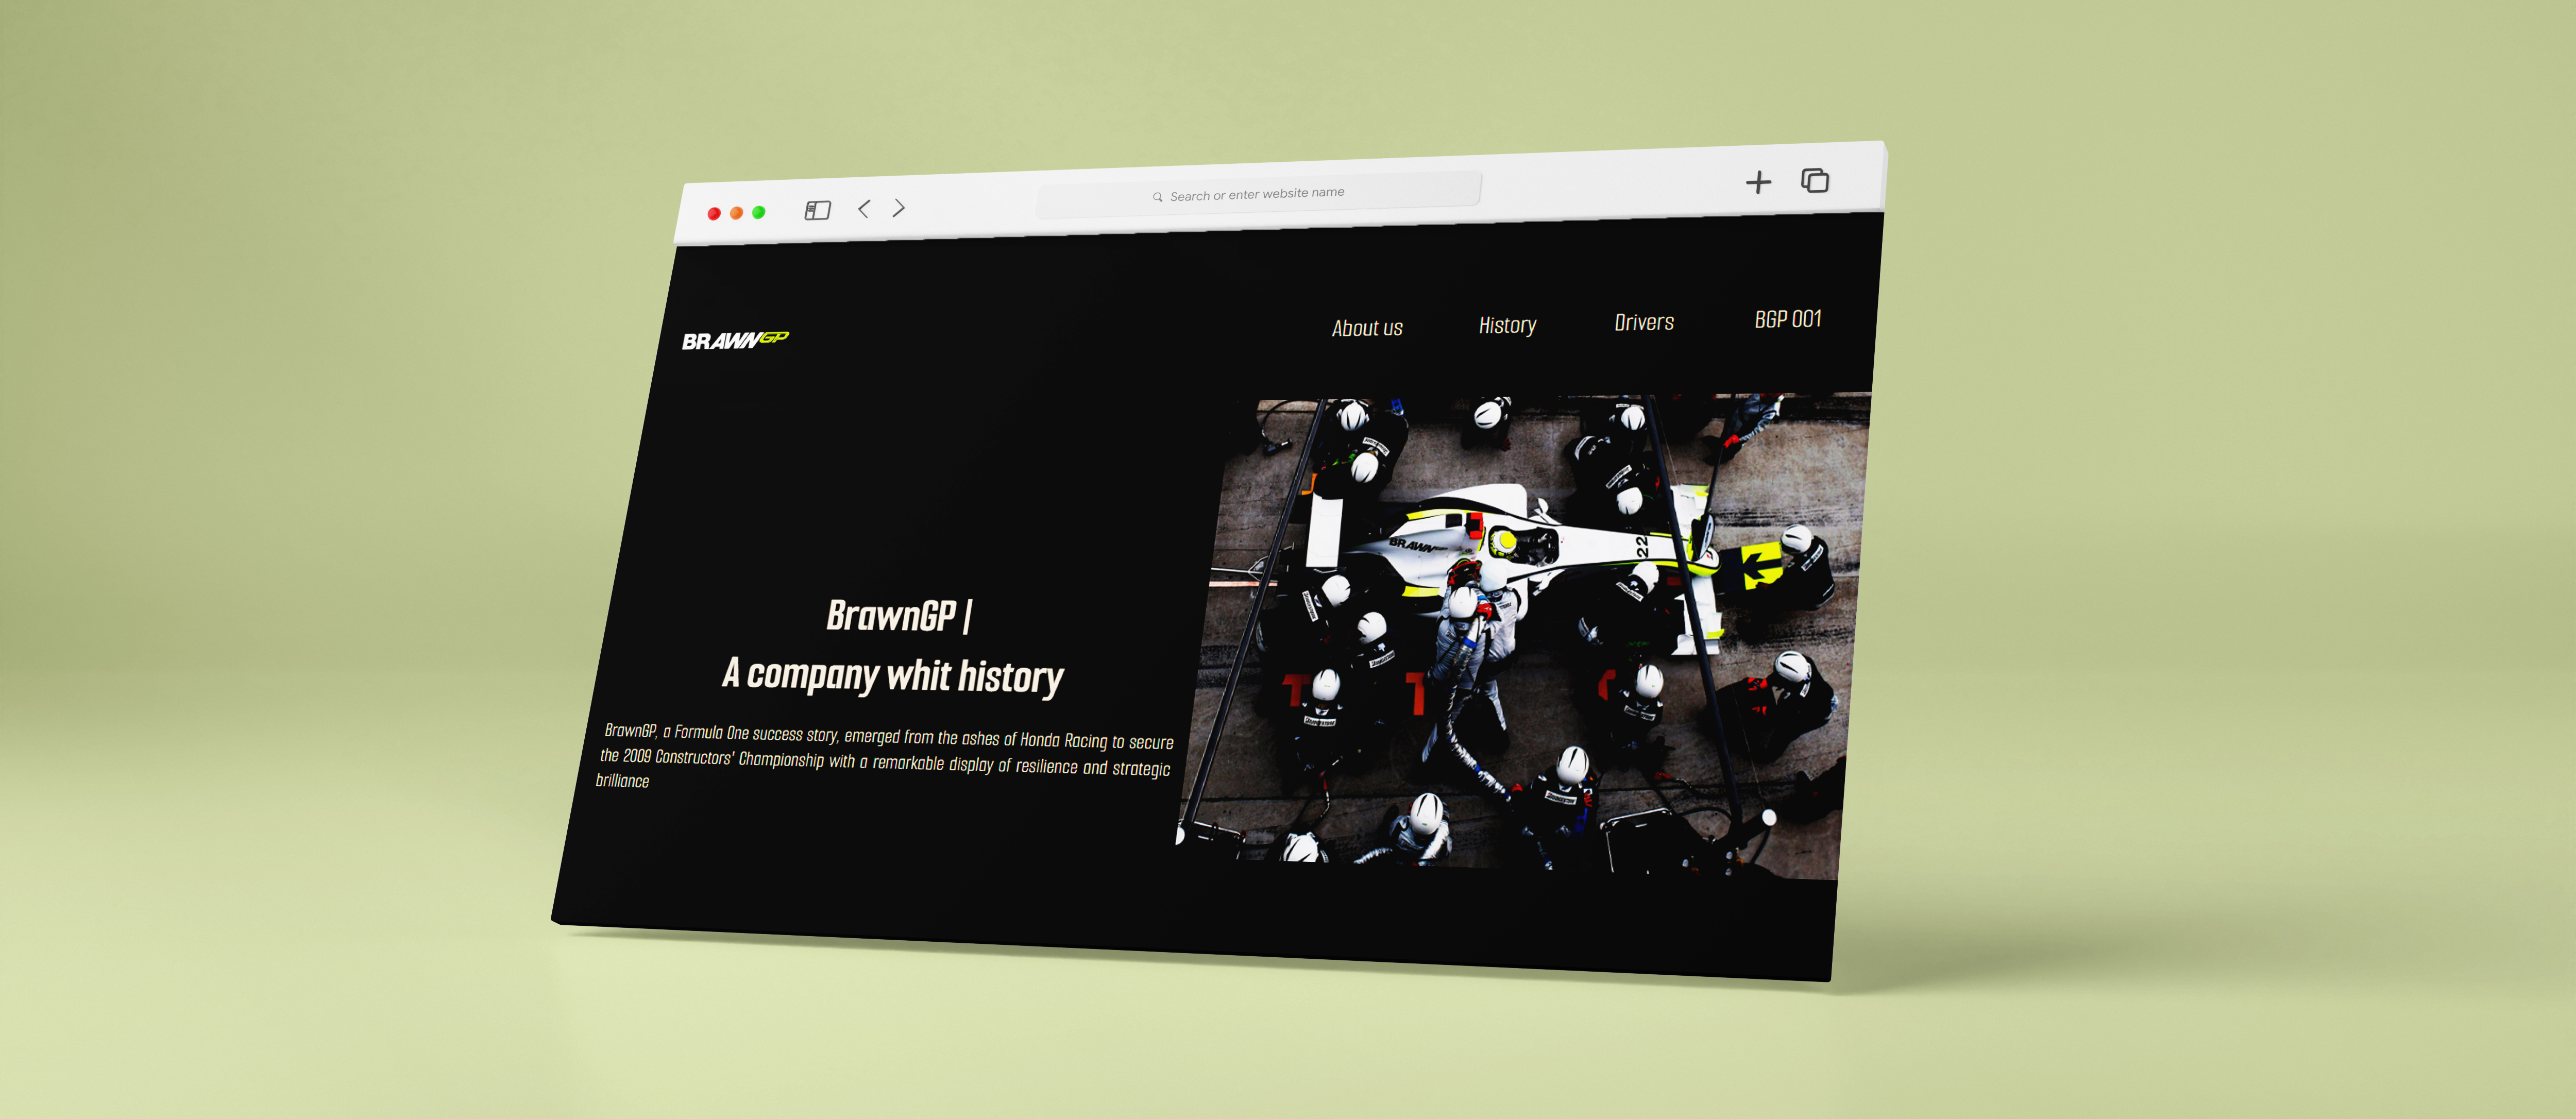 Search or enter website name
BRAWNGP
About us
History
Drivers
BGP 001
BrawnGP |
A company whit history
BrawnGP, a Formula One success story, emerged from the ashes of Honda Racing to secure
the 2009 Constructors' Championship with a remarkable display of resilience and strategic
brilliance
BRAWN
22